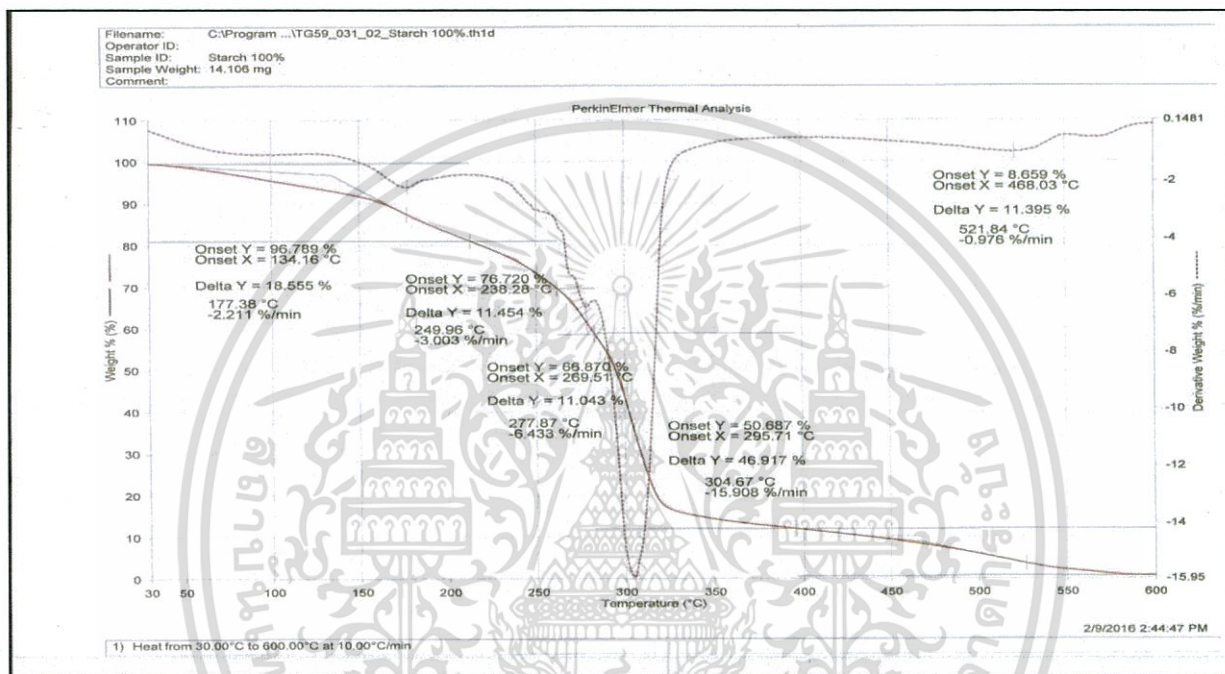 Filename: C:\Program ...\TG59_031_02_Starch 100%.th1d
Operator ID:
Sample ID: Starch 100%
Sample Weight: 14.106 mg
Comment:
PerkinElmer Thermal Analysis
110
100
90
80
70
60
50
40
30
20
10
0
Weight % (%)
Onset Y = 96.789 %
Onset X = 134.16 °C
Delta Y = 18.555 %
177.38 °C
-2.211 %/min
Onset Y = 76.720 %
Onset X = 238.28 °C
Delta Y = 11.454 %
249.96 °C
-3.003 %/min
Onset Y = 66.870 %
Onset X = 269.51 °C
Delta Y = 11.043 %
277.87 °C
-6.433 %/min
Onset Y = 50.687 %
Onset X = 295.71 °C
Delta Y = 46.917 %
304.67 °C
-15.908 %/min
Onset Y = 8.659 %
Onset X = 468.03 °C
Delta Y = 11.395 %
521.84 °C
-0.976 %/min
0.1481
-2
-4
-6
-8
-10
-12
-14
-15.95
Derivative Weight % (%/min)
30 50 100 150 200 250 300 350 400 450 500 550 600
Temperature (°C)
2/9/2016 2:44:47 PM
1) Heat from 30.00°C to 600.00°C at 10.00°C/min